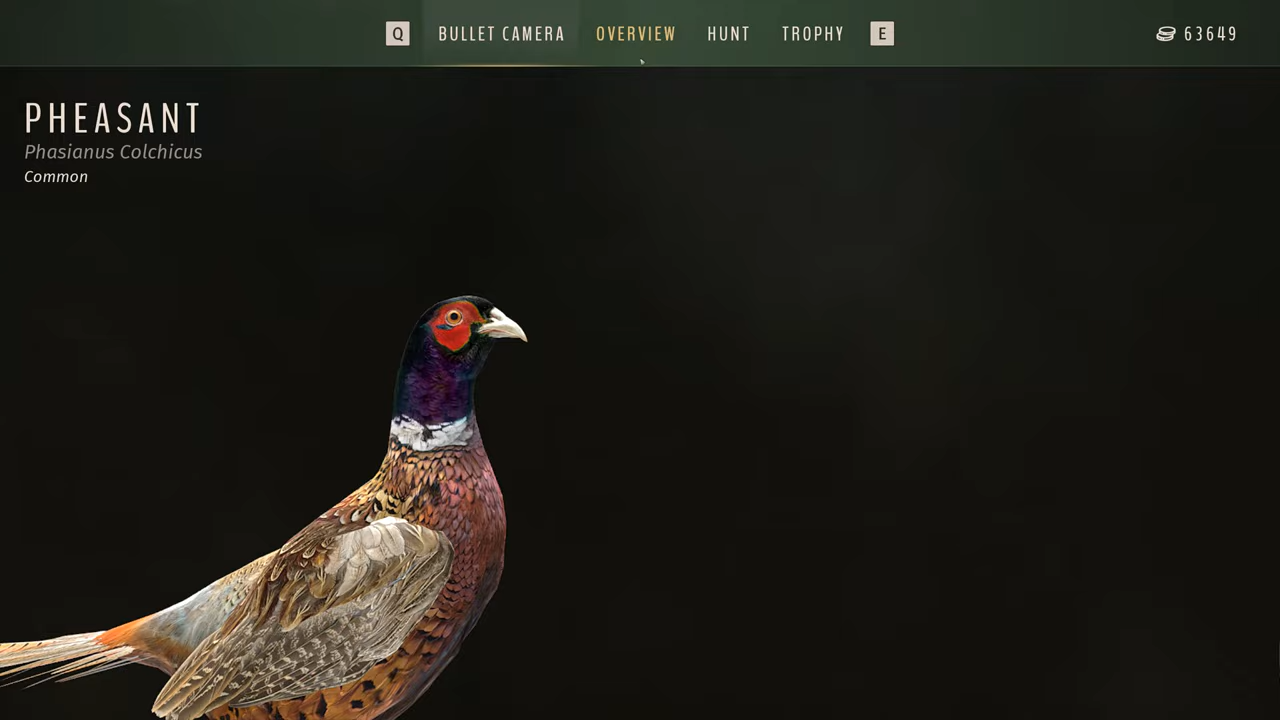 Q BULLET CAMERA OVERVIEW HUNT TROPHY E 63649
PHEASANT
Phasianus Colchicus
Common